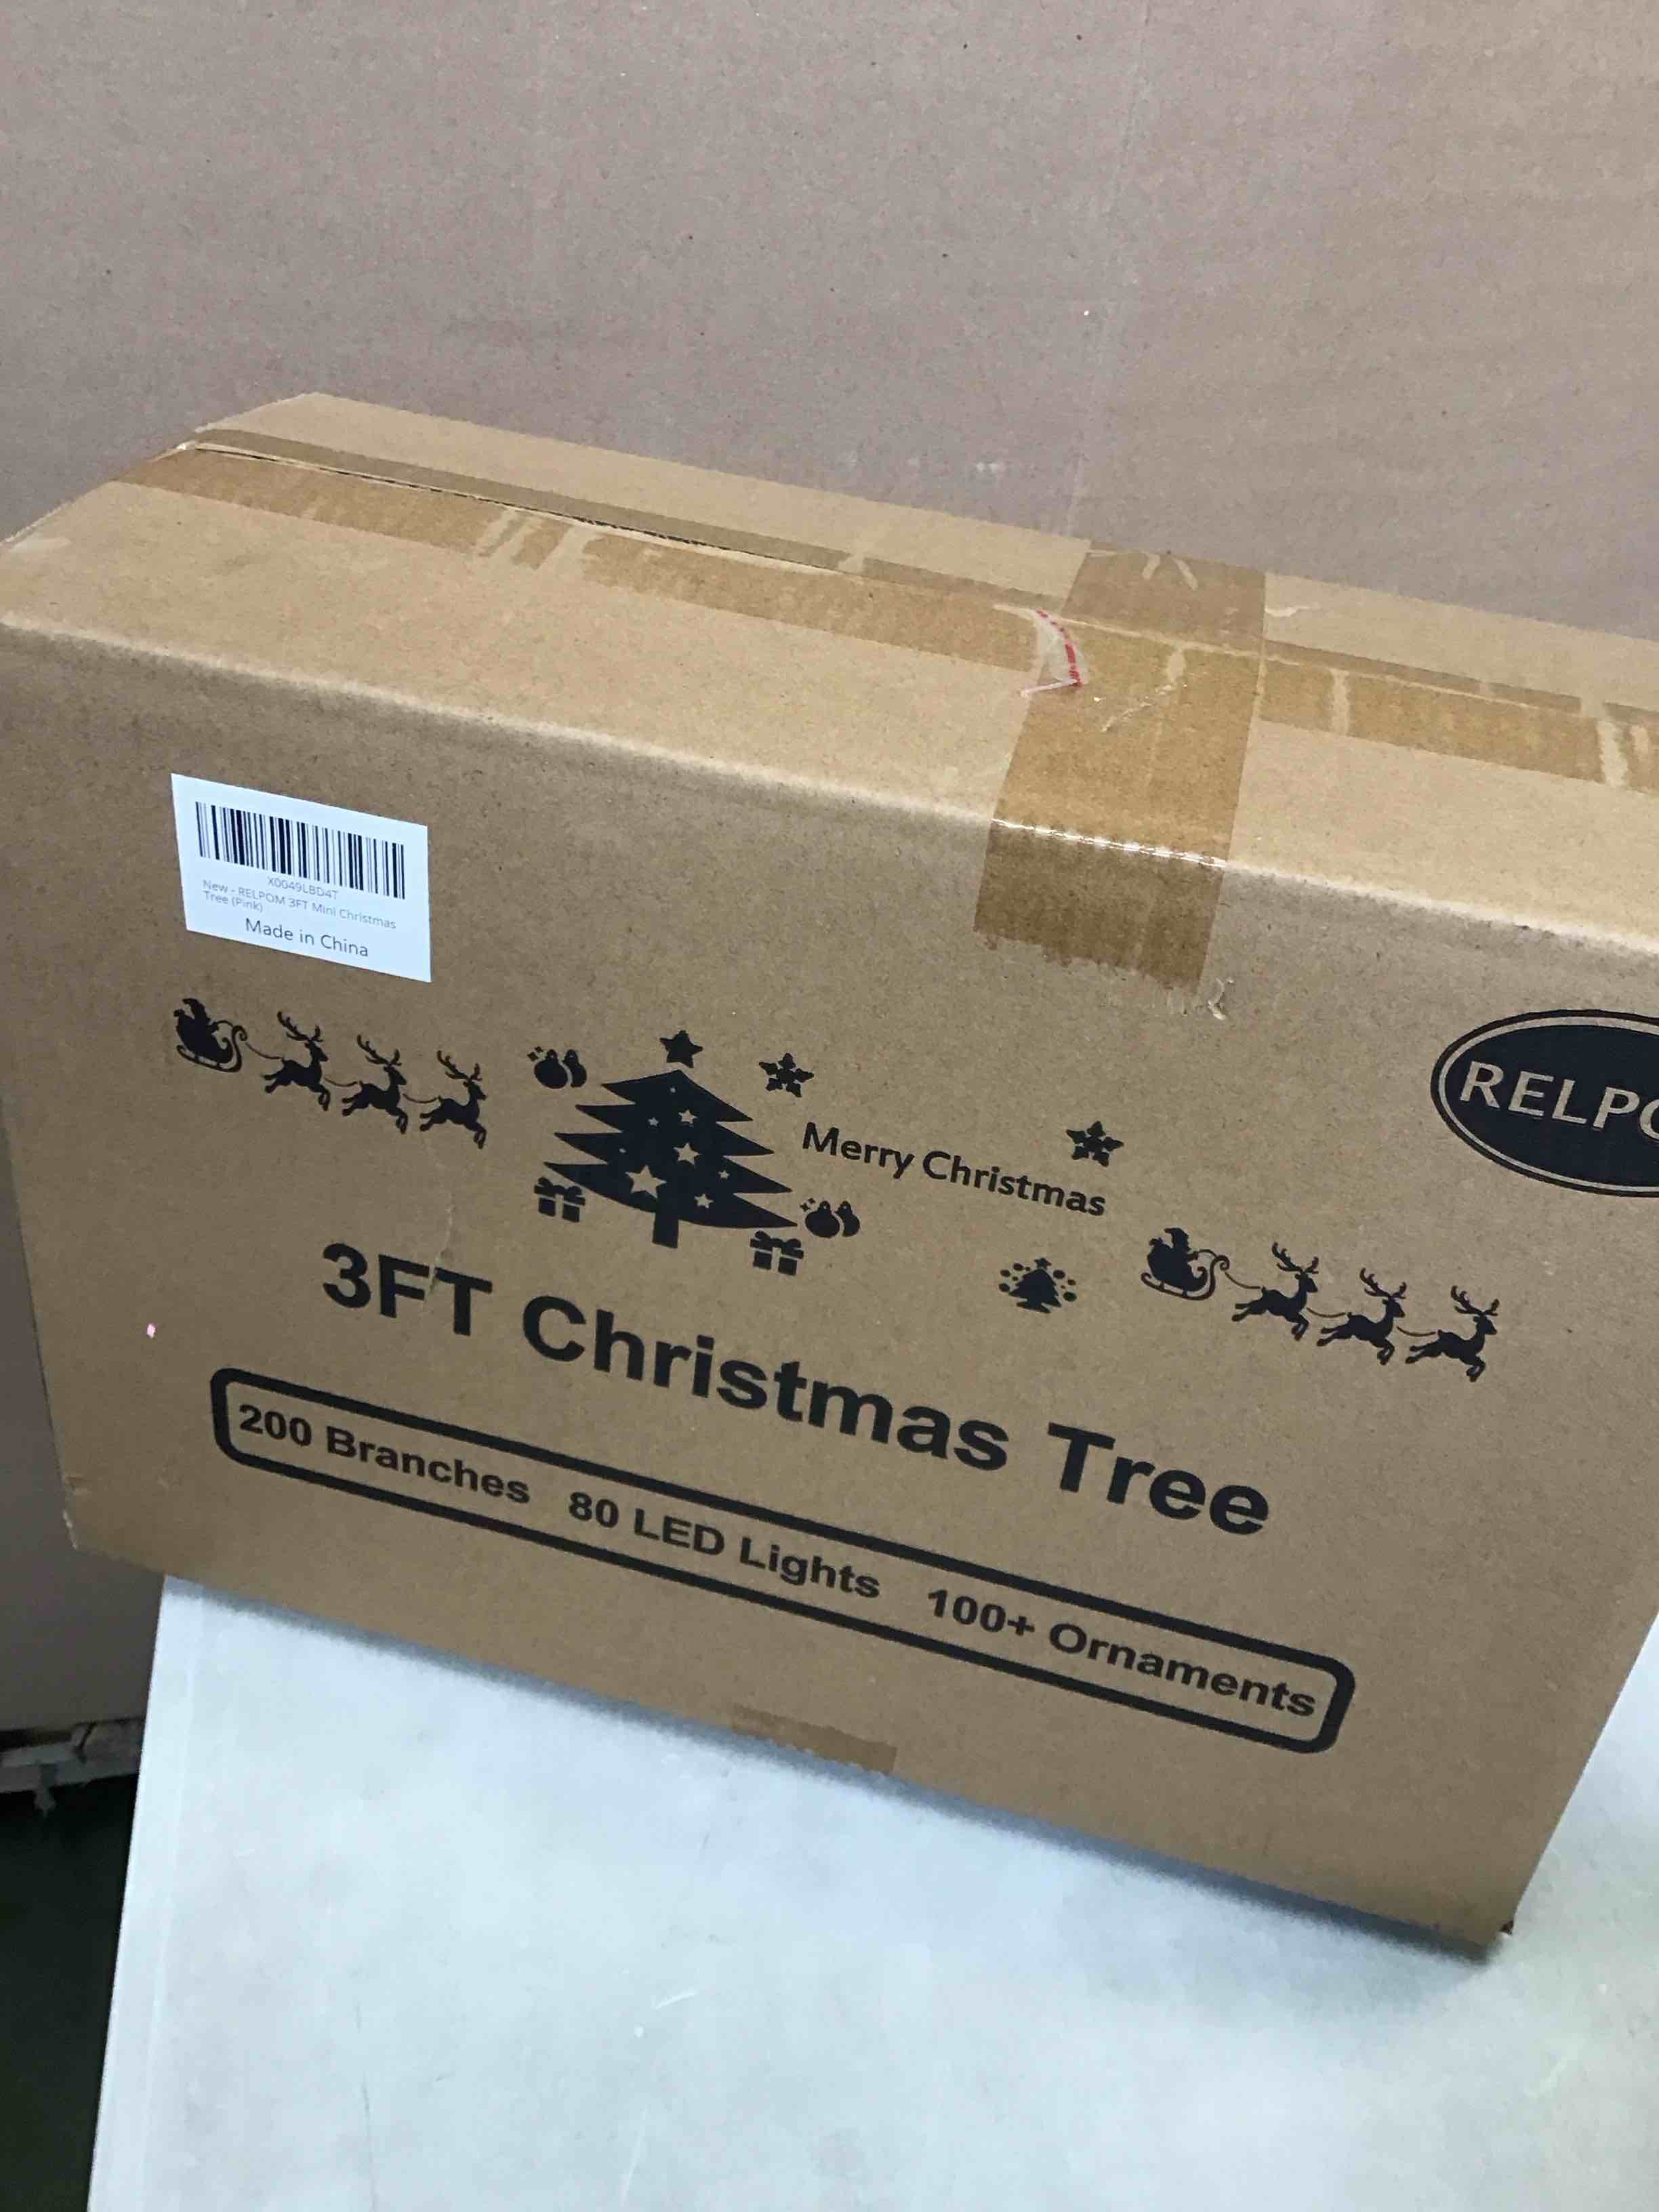 X0049LBD4T
New - RELPOM 3FT Mini Christmas
Tree (Pink)
Made in China
RELPO
Merry Christmas
3FT Christmas Tree
200 Branches 80 LED Lights 100+ Ornaments